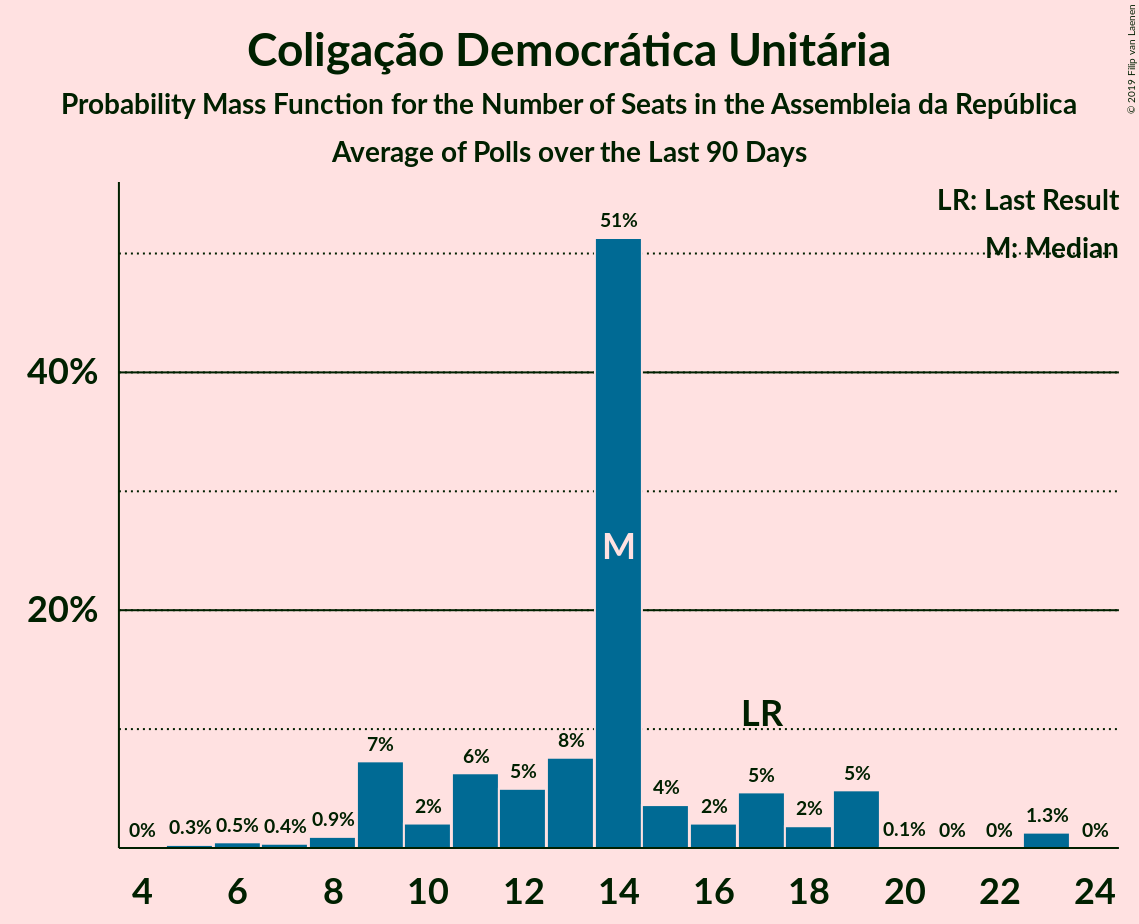 Coligação Democrática Unitária
Probability Mass Function for the Number of Seats in the Assembleia da República
Average of Polls over the Last 90 Days
© 2019 Filip van Laenen
LR: Last Result
M: Median
40%
20%
0%
0.3%
0.5%
0.4%
0.9%
7%
2%
6%
5%
8%
51%
4%
2%
5%
2%
5%
0.1%
0%
0%
1.3%
0%
M
LR
4 6 8 10 12 14 16 18 20 22 24